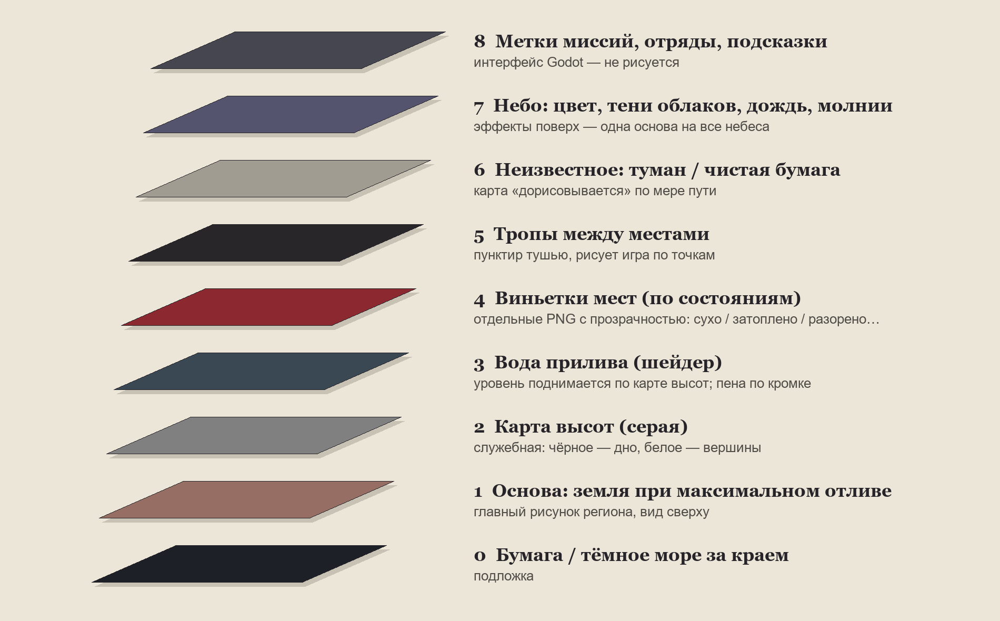 8 Метки миссий, отряды, подсказки
интерфейс Godot — не рисуется
7 Небо: цвет, тени облаков, дождь, молнии
эффекты поверх — одна основа на все небеса
6 Неизвестное: туман / чистая бумага
карта «дорисовывается» по мере пути
5 Тропы между местами
пунктир тушью, рисует игра по точкам
4 Виньетки мест (по состояниям)
отдельные PNG с прозрачностью: сухо / затоплено / разорено…
3 Вода прилива (шейдер)
уровень поднимается по карте высот; пена по кромке
2 Карта высот (серая)
служебная: чёрное — дно, белое — вершины
1 Основа: земля при максимальном отливе
главный рисунок региона, вид сверху
0 Бумага / тёмное море за краем
подложка